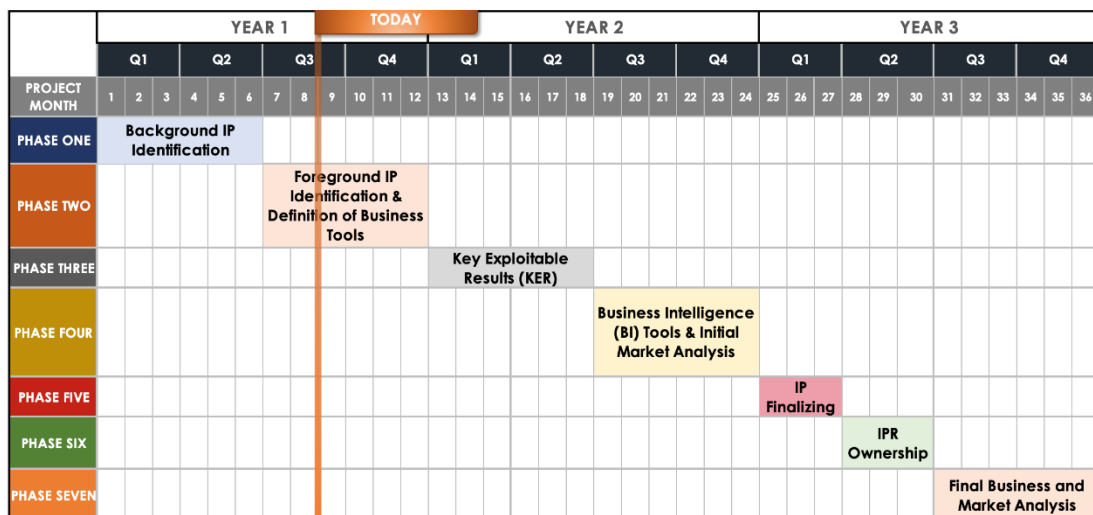 YEAR 1 TODAY YEAR 2 YEAR 3
Q1 Q2 Q3 Q4 Q1 Q2 Q3 Q4 Q1 Q2 Q3 Q4
PROJECT
MONTH
1 2 3 4 5 6 7 8 9 10 11 12 13 14 15 16 17 18 19 20 21 22 23 24 25 26 27 28 29 30 31 32 33 34 35 36
PHASE ONE
Background IP
Identification
PHASE TWO
Foreground IP
Identification &
Definition of Business
Tools
PHASE THREE
Key Exploitable
Results (KER)
PHASE FOUR
Business Intelligence
(BI) Tools & Initial
Market Analysis
PHASE FIVE
IP
Finalizing
PHASE SIX
IPR
Ownership
PHASE SEVEN
Final Business and
Market Analysis